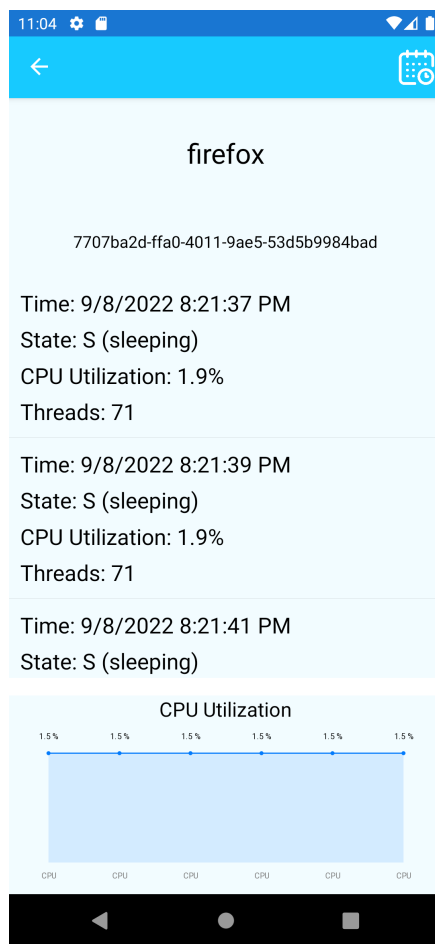 11:04
firefox
7707ba2d-ffa0-4011-9ae5-53d5b9984bad
Time: 9/8/2022 8:21:37 PM
State: S (sleeping)
CPU Utilization: 1.9%
Threads: 71
Time: 9/8/2022 8:21:39 PM
State: S (sleeping)
CPU Utilization: 1.9%
Threads: 71
Time: 9/8/2022 8:21:41 PM
State: S (sleeping)
CPU Utilization
1.5 % 1.5 % 1.5 % 1.5 % 1.5 % 1.5 %
CPU CPU CPU CPU CPU CPU